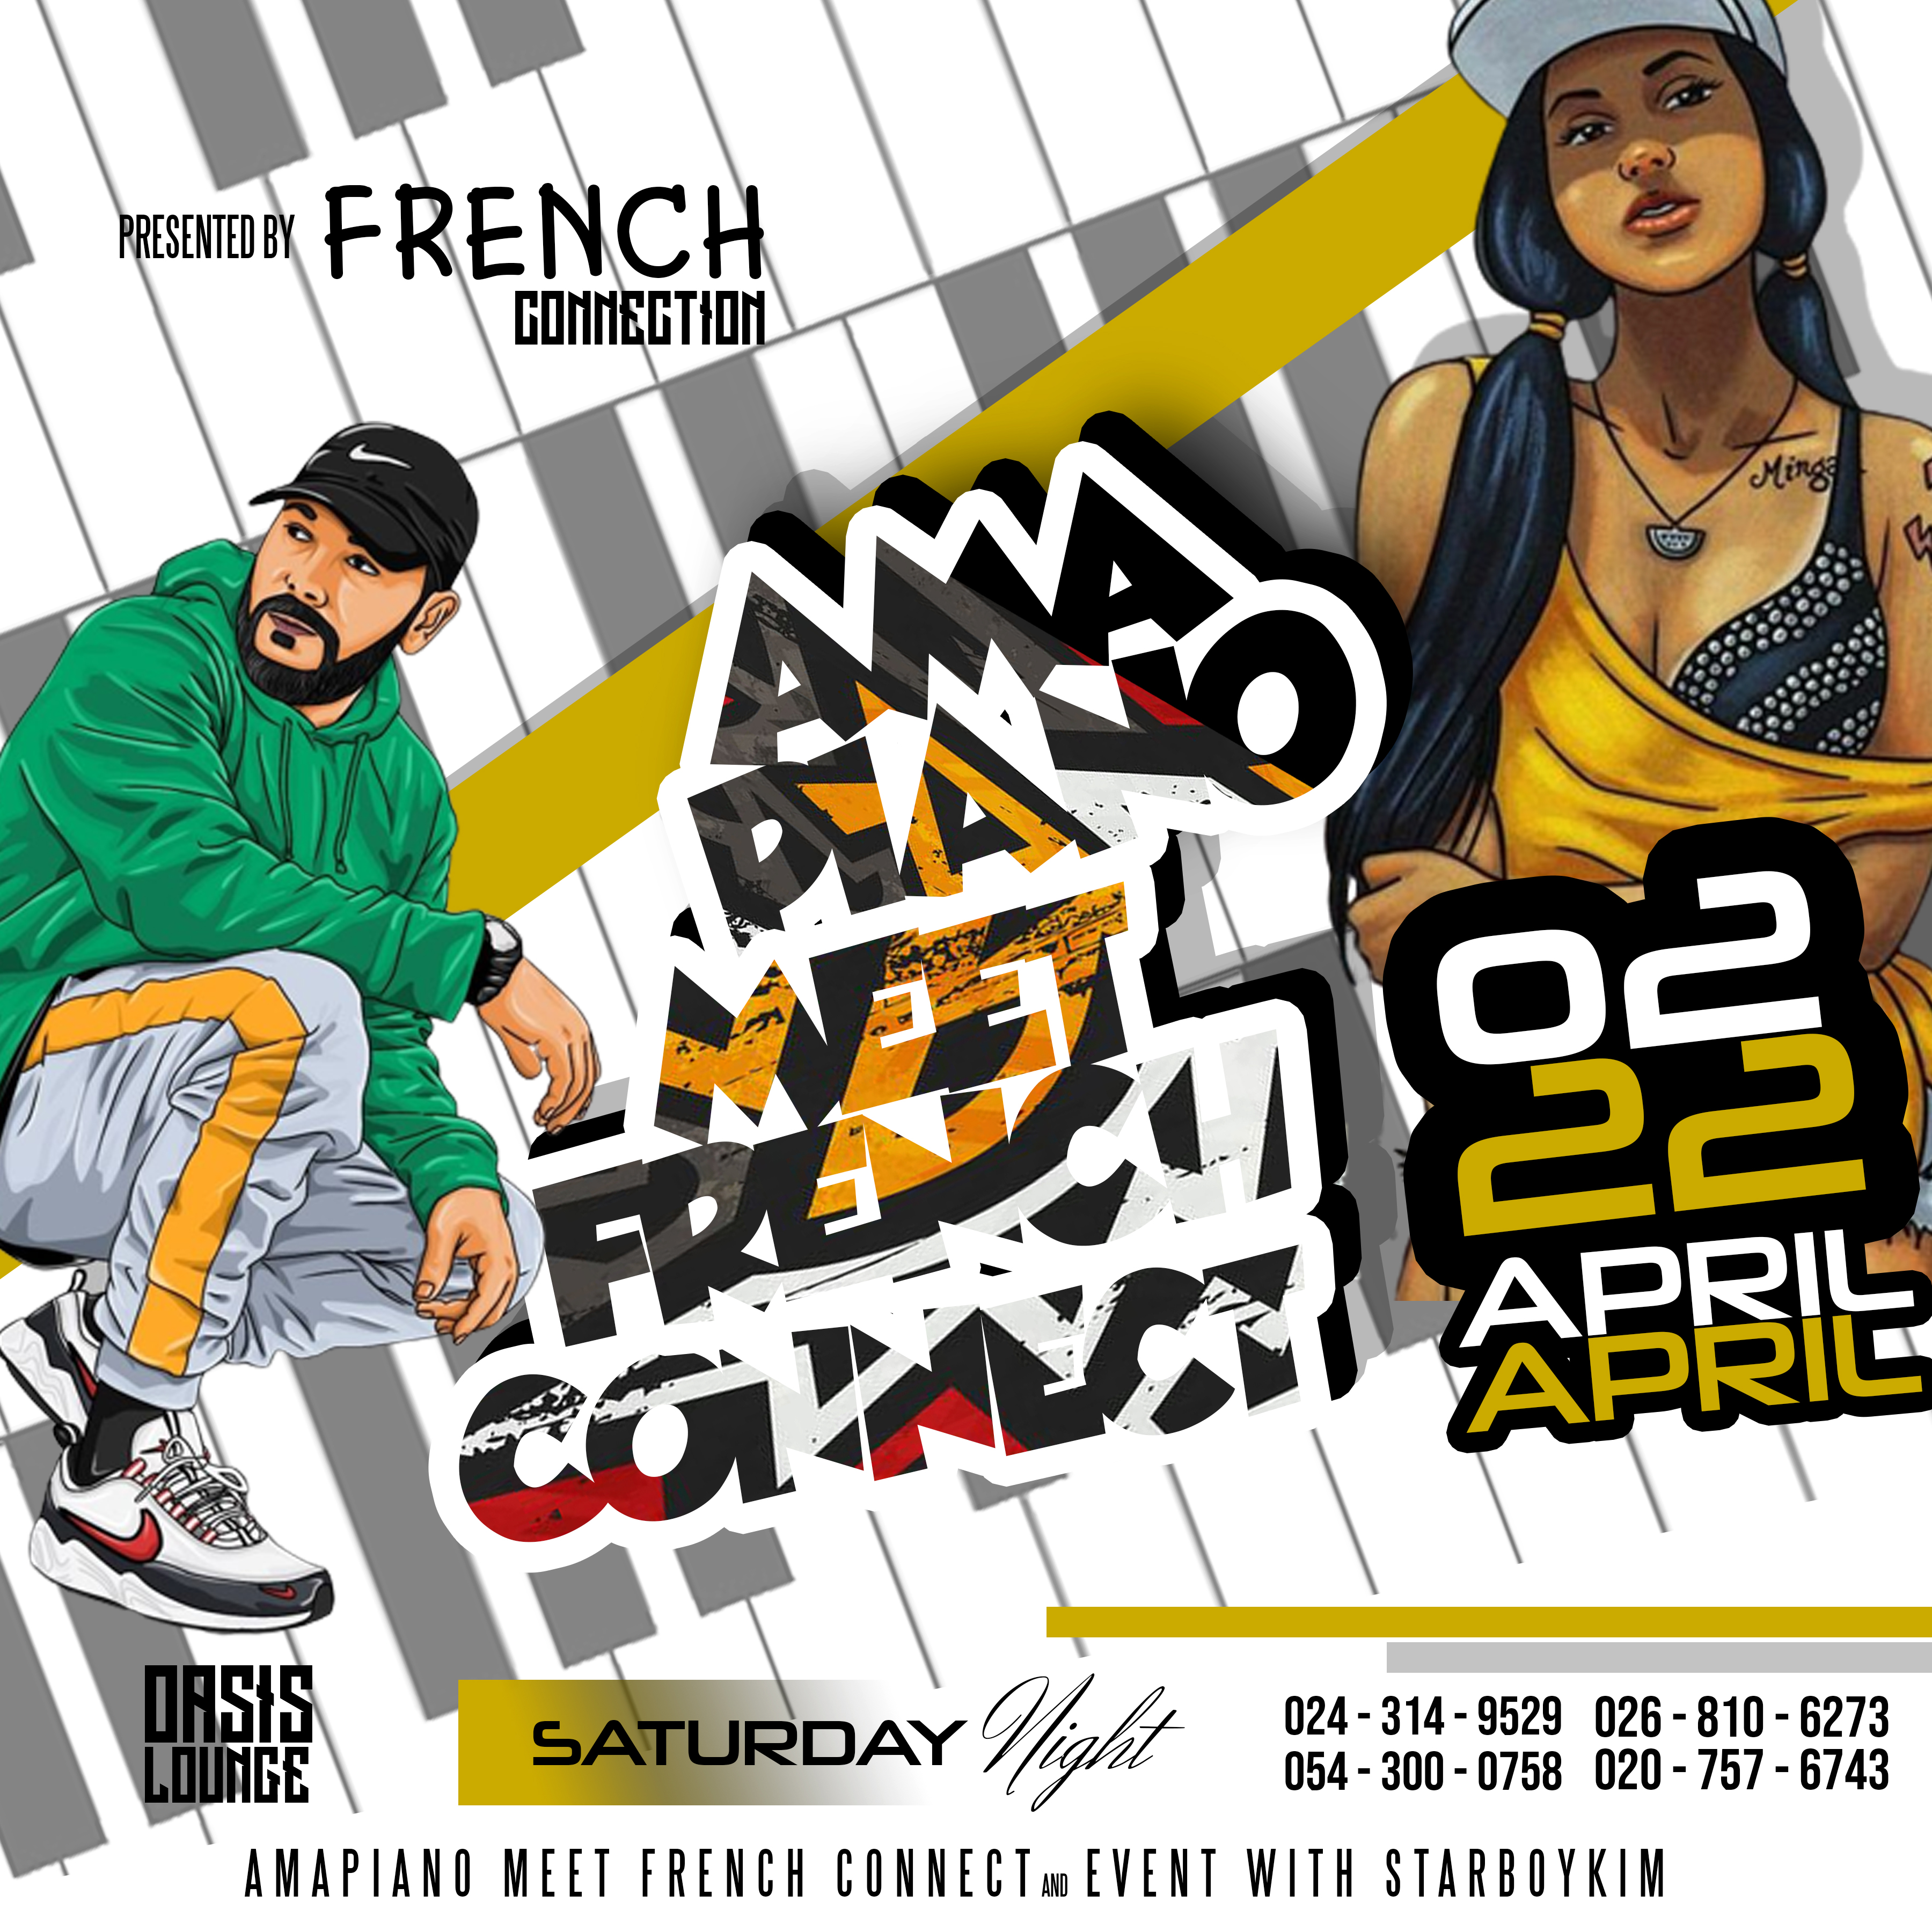 PRESENTED BY FRENCH
CONNECTION
Minga
AMA
PIANO
MEET
FRENCH
CONNECT
02
22
APRIL
APRIL
OASIS
LOUNGE
SATURDAY Night
024 - 314 - 9529 026 - 810 - 6273
054 - 300 - 0758 020 - 757 - 6743
AMAPIANO MEET FRENCH CONNECT AND EVENT WITH STARBOYKIM